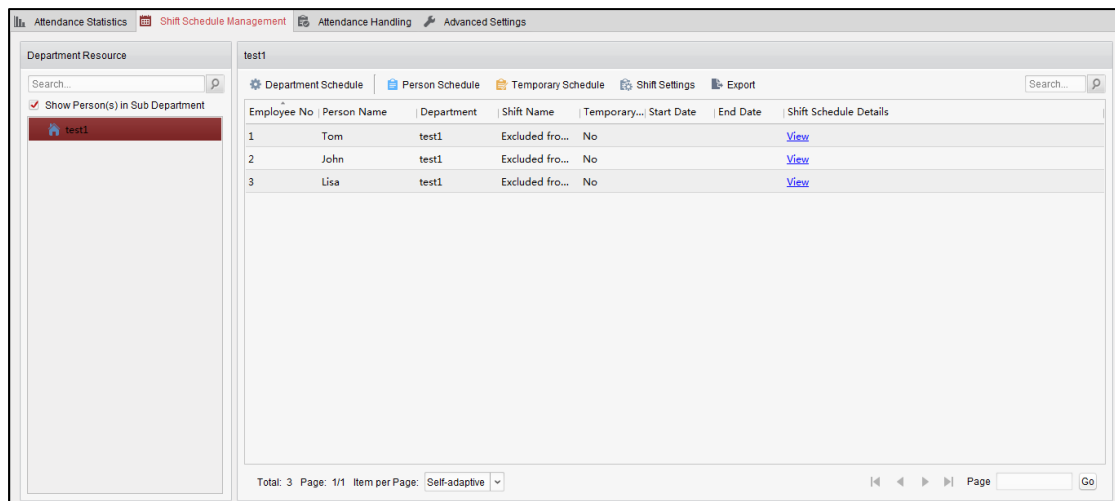 Attendance Statistics Shift Schedule Management Attendance Handling Advanced Settings
Department Resource
Search...
Show Person(s) in Sub Department
test1
test1
Department Schedule Person Schedule Temporary Schedule Shift Settings Export Search...
Employee No Person Name Department Shift Name Temporary... Start Date End Date Shift Schedule Details
1 Tom test1 Excluded fro... No View
2 John test1 Excluded fro... No View
3 Lisa test1 Excluded fro... No View
Total: 3 Page: 1/1 Item per Page: Self-adaptive Page Go